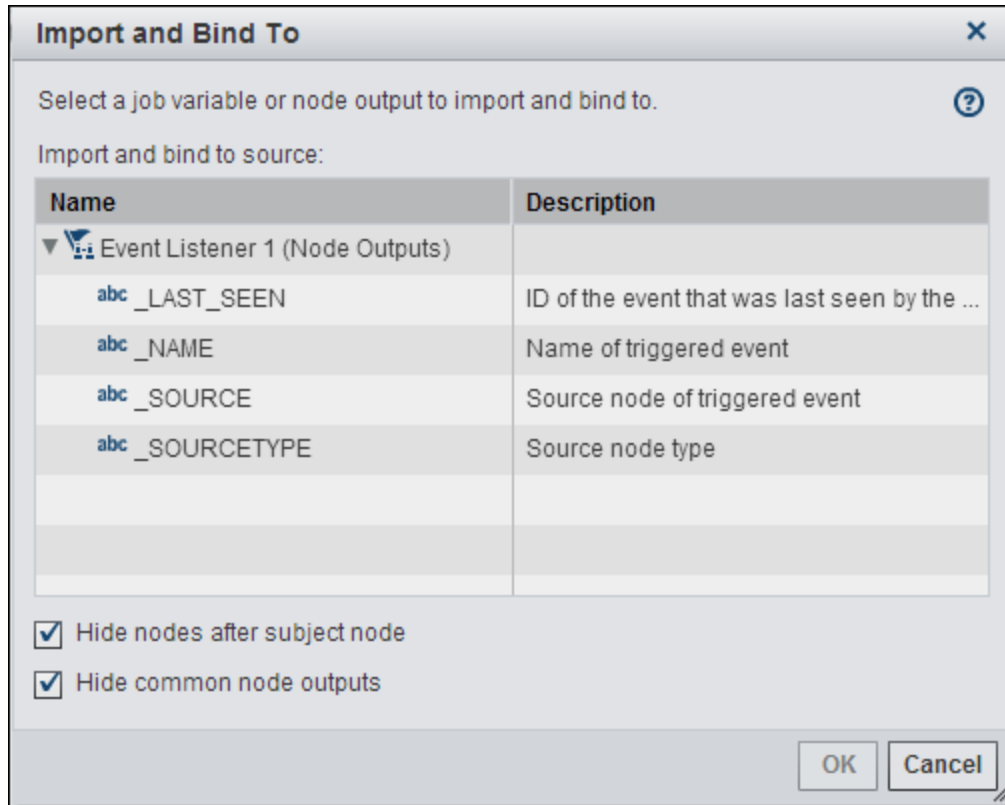 Import and Bind To
Select a job variable or node output to import and bind to.
Import and bind to source:
Name Description
Event Listener 1 (Node Outputs)
abc _LAST_SEEN ID of the event that was last seen by the ...
abc _NAME Name of triggered event
abc _SOURCE Source node of triggered event
abc _SOURCETYPE Source node type
Hide nodes after subject node
Hide common node outputs
OK Cancel